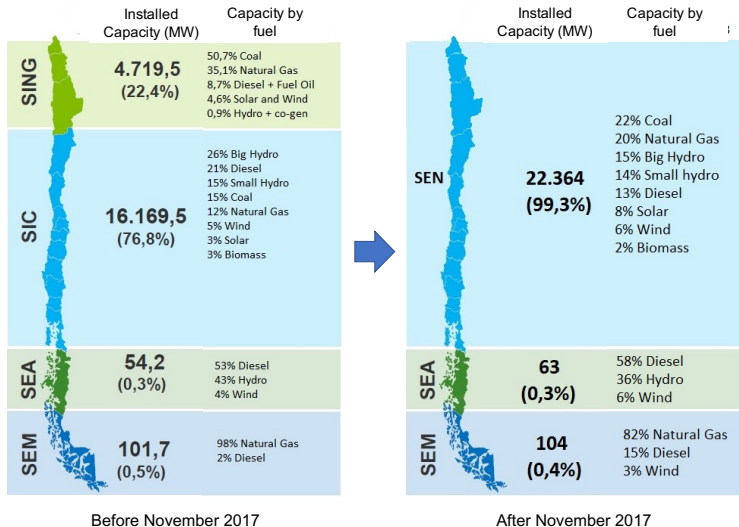 Installed
Capacity (MW)
Capacity by
fuel
SING
4.719,5
(22,4%)
50,7% Coal
35,1% Natural Gas
8,7% Diesel + Fuel Oil
4,6% Solar and Wind
0,9% Hydro + co-gen
SIC
16.169,5
(76,8%)
26% Big Hydro
21% Diesel
15% Small Hydro
15% Coal
12% Natural Gas
5% Wind
3% Solar
3% Biomass
SEA
54,2
(0,3%)
53% Diesel
43% Hydro
4% Wind
SEM
101,7
(0,5%)
98% Natural Gas
2% Diesel
Before November 2017
Installed
Capacity (MW)
Capacity by
fuel
SEN
22.364
(99,3%)
22% Coal
20% Natural Gas
15% Big Hydro
14% Small hydro
13% Diesel
8% Solar
6% Wind
2% Biomass
SEA
63
(0,3%)
58% Diesel
36% Hydro
6% Wind
SEM
104
(0,4%)
82% Natural Gas
15% Diesel
3% Wind
After November 2017